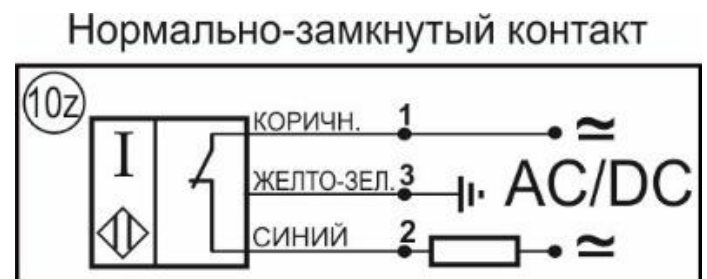 Нормально-замкнутый контакт
10z
I
КОРИЧН. 1 ≃
ЖЕЛТО-ЗЕЛ. 3 AC/DC
СИНИЙ 2 ≃